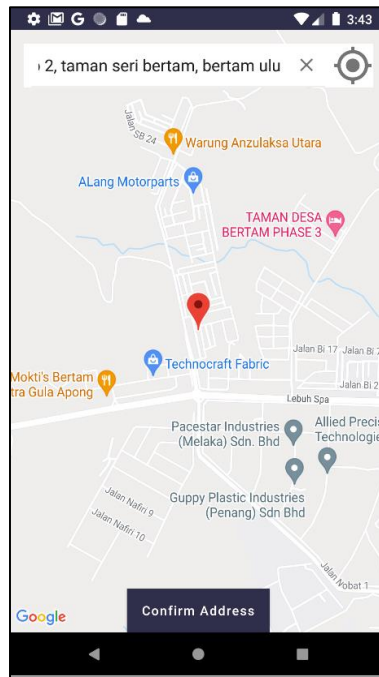 3:43
2, taman seri bertam, bertam ulu
Jalan SB 24
Warung Anzulaksa Utara
ALang Motorparts
TAMAN DESA
BERTAM PHASE 3
Jalan Bi 17
Jalan Bi
Technocraft Fabric
Mokti's Bertam
tra Gula Apong
Jalan Bi 2
Lebuh Spa
Pacestar Industries
(Melaka) Sdn. Bhd
Allied Precis
Technologie
Guppy Plastic Industries
(Penang) Sdn Bhd
Jalan Nafiri 9
Jalan Nafiri 10
Nobat 1
Google
Confirm Address